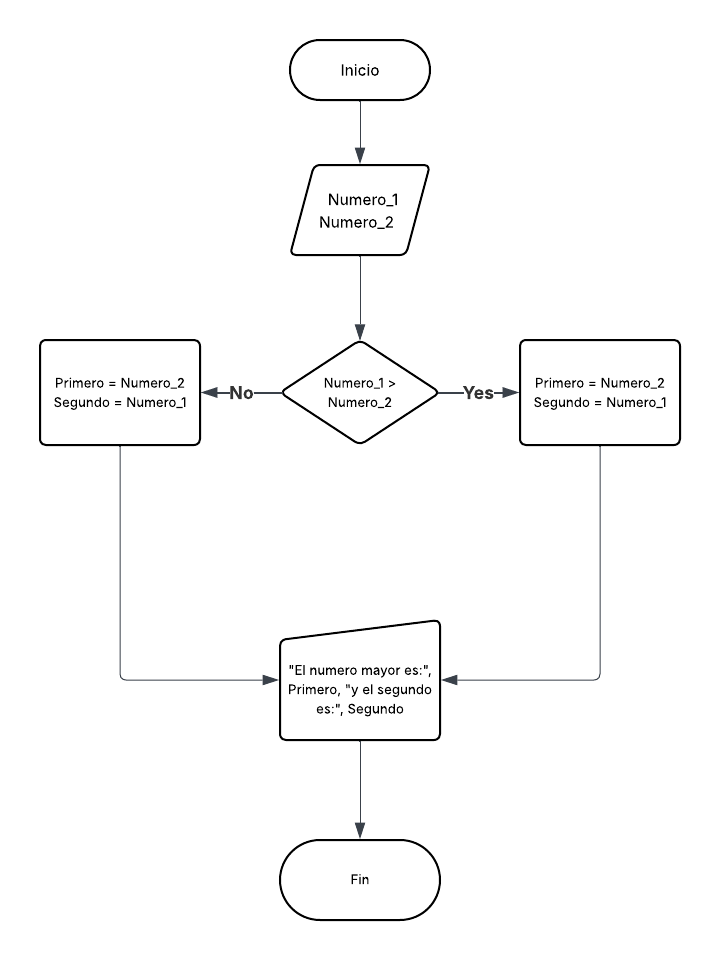 Inicio
Numero_1
Numero_2
Numero_1 >
Numero_2
No
Yes
Primero = Numero_2
Segundo = Numero_1
Primero = Numero_2
Segundo = Numero_1
"El numero mayor es:",
Primero, "y el segundo
es:", Segundo
Fin